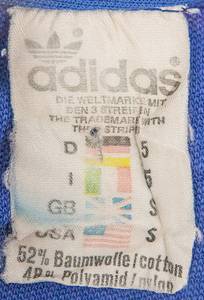 adidas
DIE WELTMARKE MIT
DEN 3 STREIFEN
THE TRADEMARK WITH
THE STRIPES
D 5
I 5
GB S
USA S
52% Baumwolle/cotton
48% Polyamid/nylon